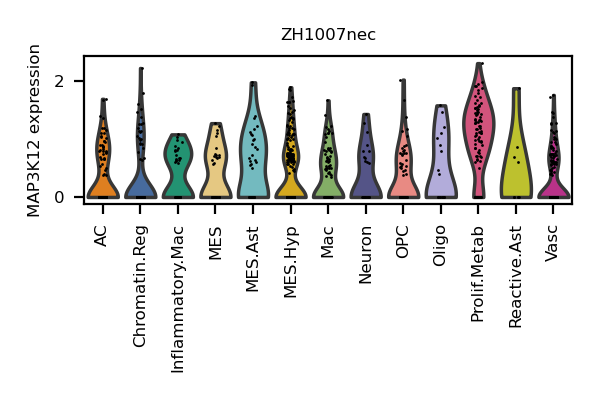 ZH1007nec
MAP3K12 expression
2
0
AC
Chromatin.Reg
Inflammatory.Mac
MES
MES.Ast
MES.Hyp
Mac
Neuron
OPC
Oligo
Prolif.Metab
Reactive.Ast
Vasc